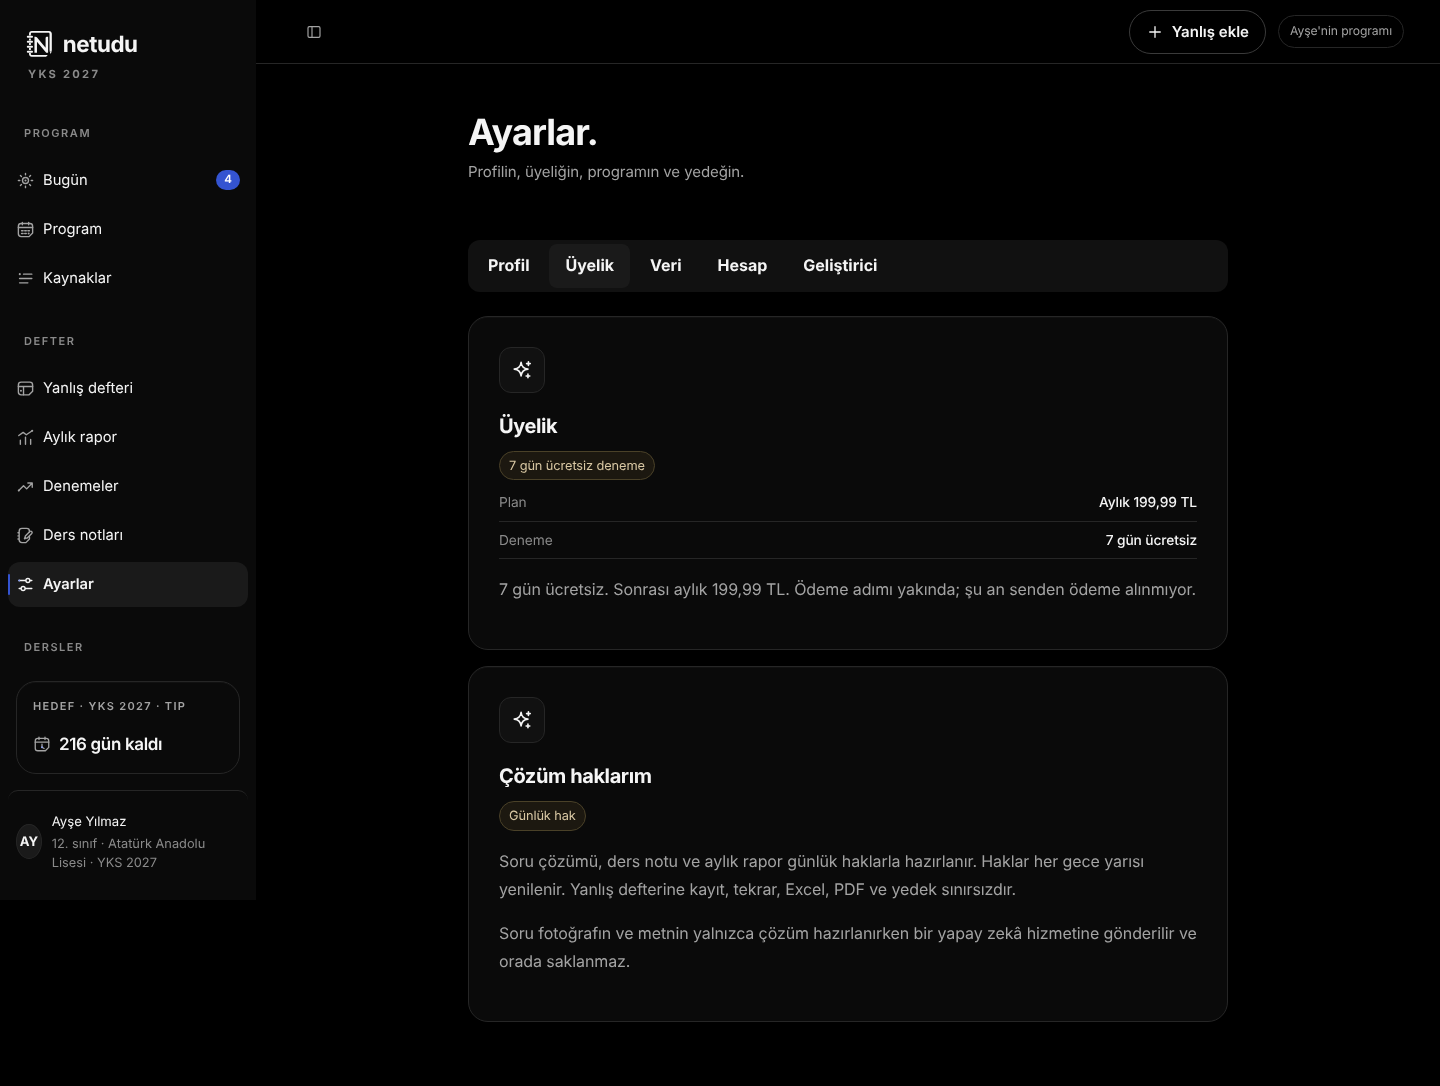 netudu
YKS 2027
PROGRAM
Bugün
4
Program
Kaynaklar
DEFTER
Yanlış defteri
Aylık rapor
Denemeler
Ders notları
Ayarlar
DERSLER
HEDEF · YKS 2027 · TIP
216 gün kaldı
AY
Ayşe Yılmaz
12. sınıf · Atatürk Anadolu
Lisesi · YKS 2027
Yanlış ekle
Ayşe'nin programı
Ayarlar.
Profilin, üyeliğin, programın ve yedeğin.
Profil
Üyelik
Veri
Hesap
Geliştirici
Üyelik
7 gün ücretsiz deneme
Plan
Aylık 199,99 TL
Deneme
7 gün ücretsiz
7 gün ücretsiz. Sonrası aylık 199,99 TL. Ödeme adımı yakında; şu an senden ödeme alınmıyor.
Çözüm haklarım
Günlük hak
Soru çözümü, ders notu ve aylık rapor günlük haklarla hazırlanır. Haklar her gece yarısı
yenilenir. Yanlış defterine kayıt, tekrar, Excel, PDF ve yedek sınırsızdır.
Soru fotoğrafın ve metnin yalnızca çözüm hazırlanırken bir yapay zekâ hizmetine gönderilir ve
orada saklanmaz.